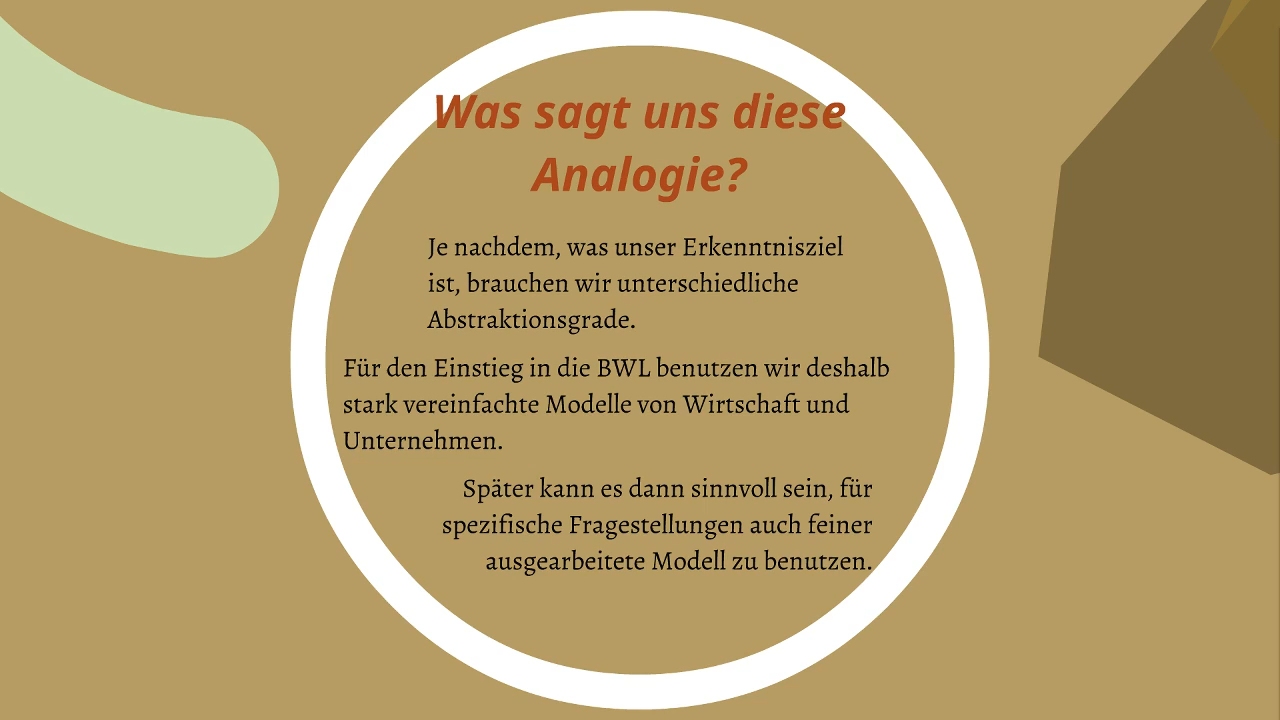 Was sagt uns diese
Analogie?
Je nachdem, was unser Erkenntnisziel
ist, brauchen wir unterschiedliche
Abstraktionsgrade.
Für den Einstieg in die BWL benutzen wir deshalb
stark vereinfachte Modelle von Wirtschaft und
Unternehmen.
Später kann es dann sinnvoll sein, für
spezifische Fragestellungen auch feiner
ausgearbeitete Modell zu benutzen.